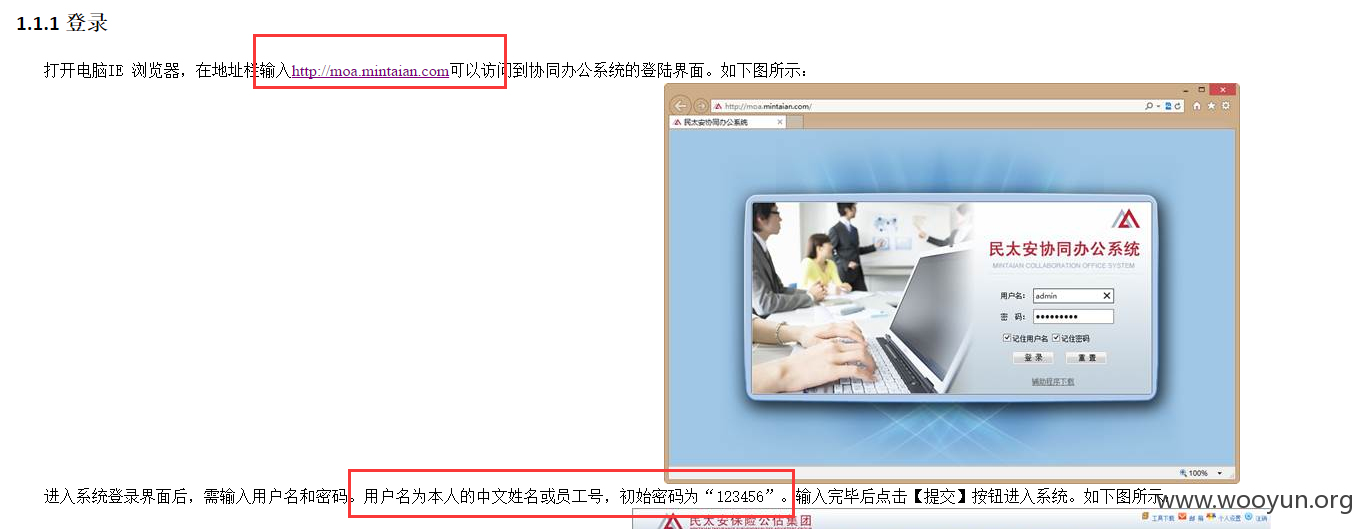 1.1.1 登录
打开电脑IE 浏览器，在地址栏输入http://moa.mintaian.com可以访问到协同办公系统的登陆界面。如下图所示：
http://moa.mintaian.com/
民太安协同办公系统
民太安协同办公系统
MINTAIAN COLLABORATION OFFICE SYSTEM
用户名： admin
密 码： ●●●●●●●●●
记住用户名 记住密码
登 录 重 置
辅助程序下载
100%
进入系统登录界面后，需输入用户名和密码。用户名为本人的中文姓名或员工号，初始密码为“123456”。输入完毕后点击【提交】按钮进入系统。如下图所示
www.wooyun.org
民太安保险公估集团
工具下载 邮 箱 个人设置 注销